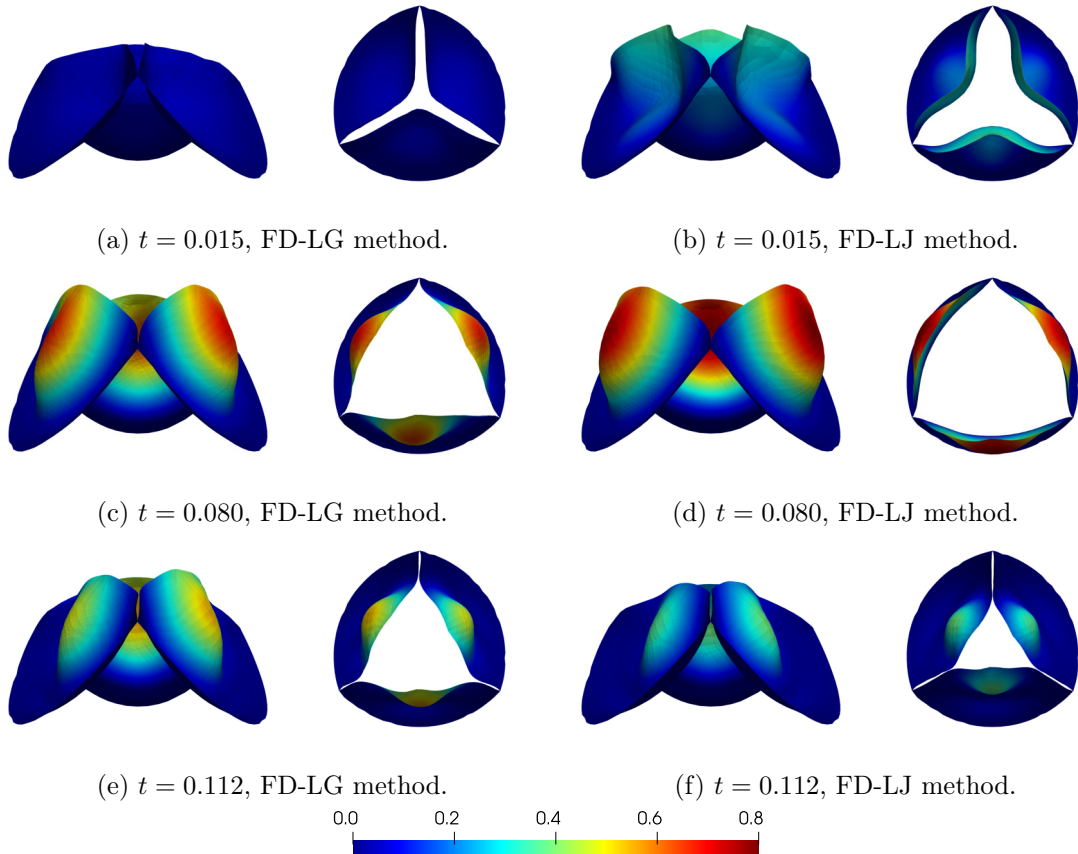 (a) t = 0.015, FD-LG method.
(b) t = 0.015, FD-LJ method.
(c) t = 0.080, FD-LG method.
(d) t = 0.080, FD-LJ method.
(e) t = 0.112, FD-LG method.
(f) t = 0.112, FD-LJ method.
0.0 0.2 0.4 0.6 0.8